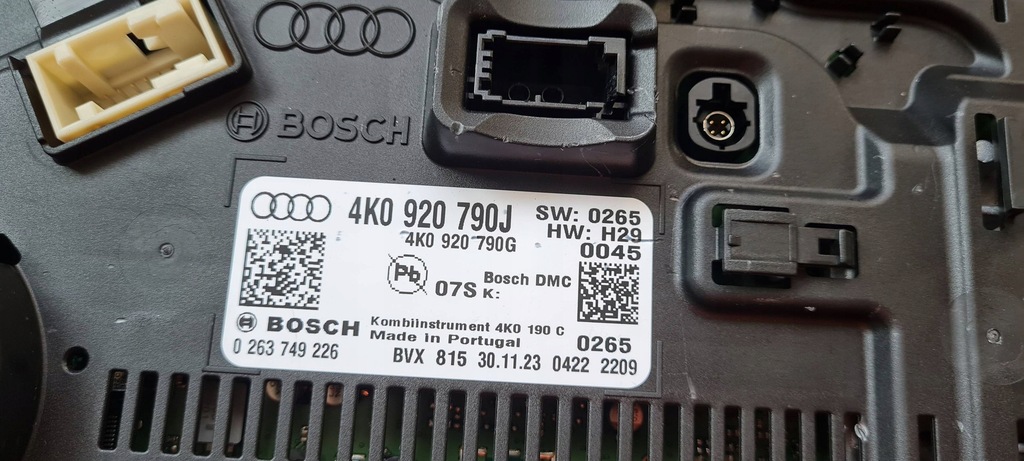 BOSCH
4K0 920 790J
4K0 920 790G
SW: 0265
HW: H29
0045
Pb
07S
Bosch DMC
K:
BOSCH
0 263 749 226
Kombiinstrument 4K0 190 C
Made in Portugal
0265
BVX 815 30.11.23 0422 2209